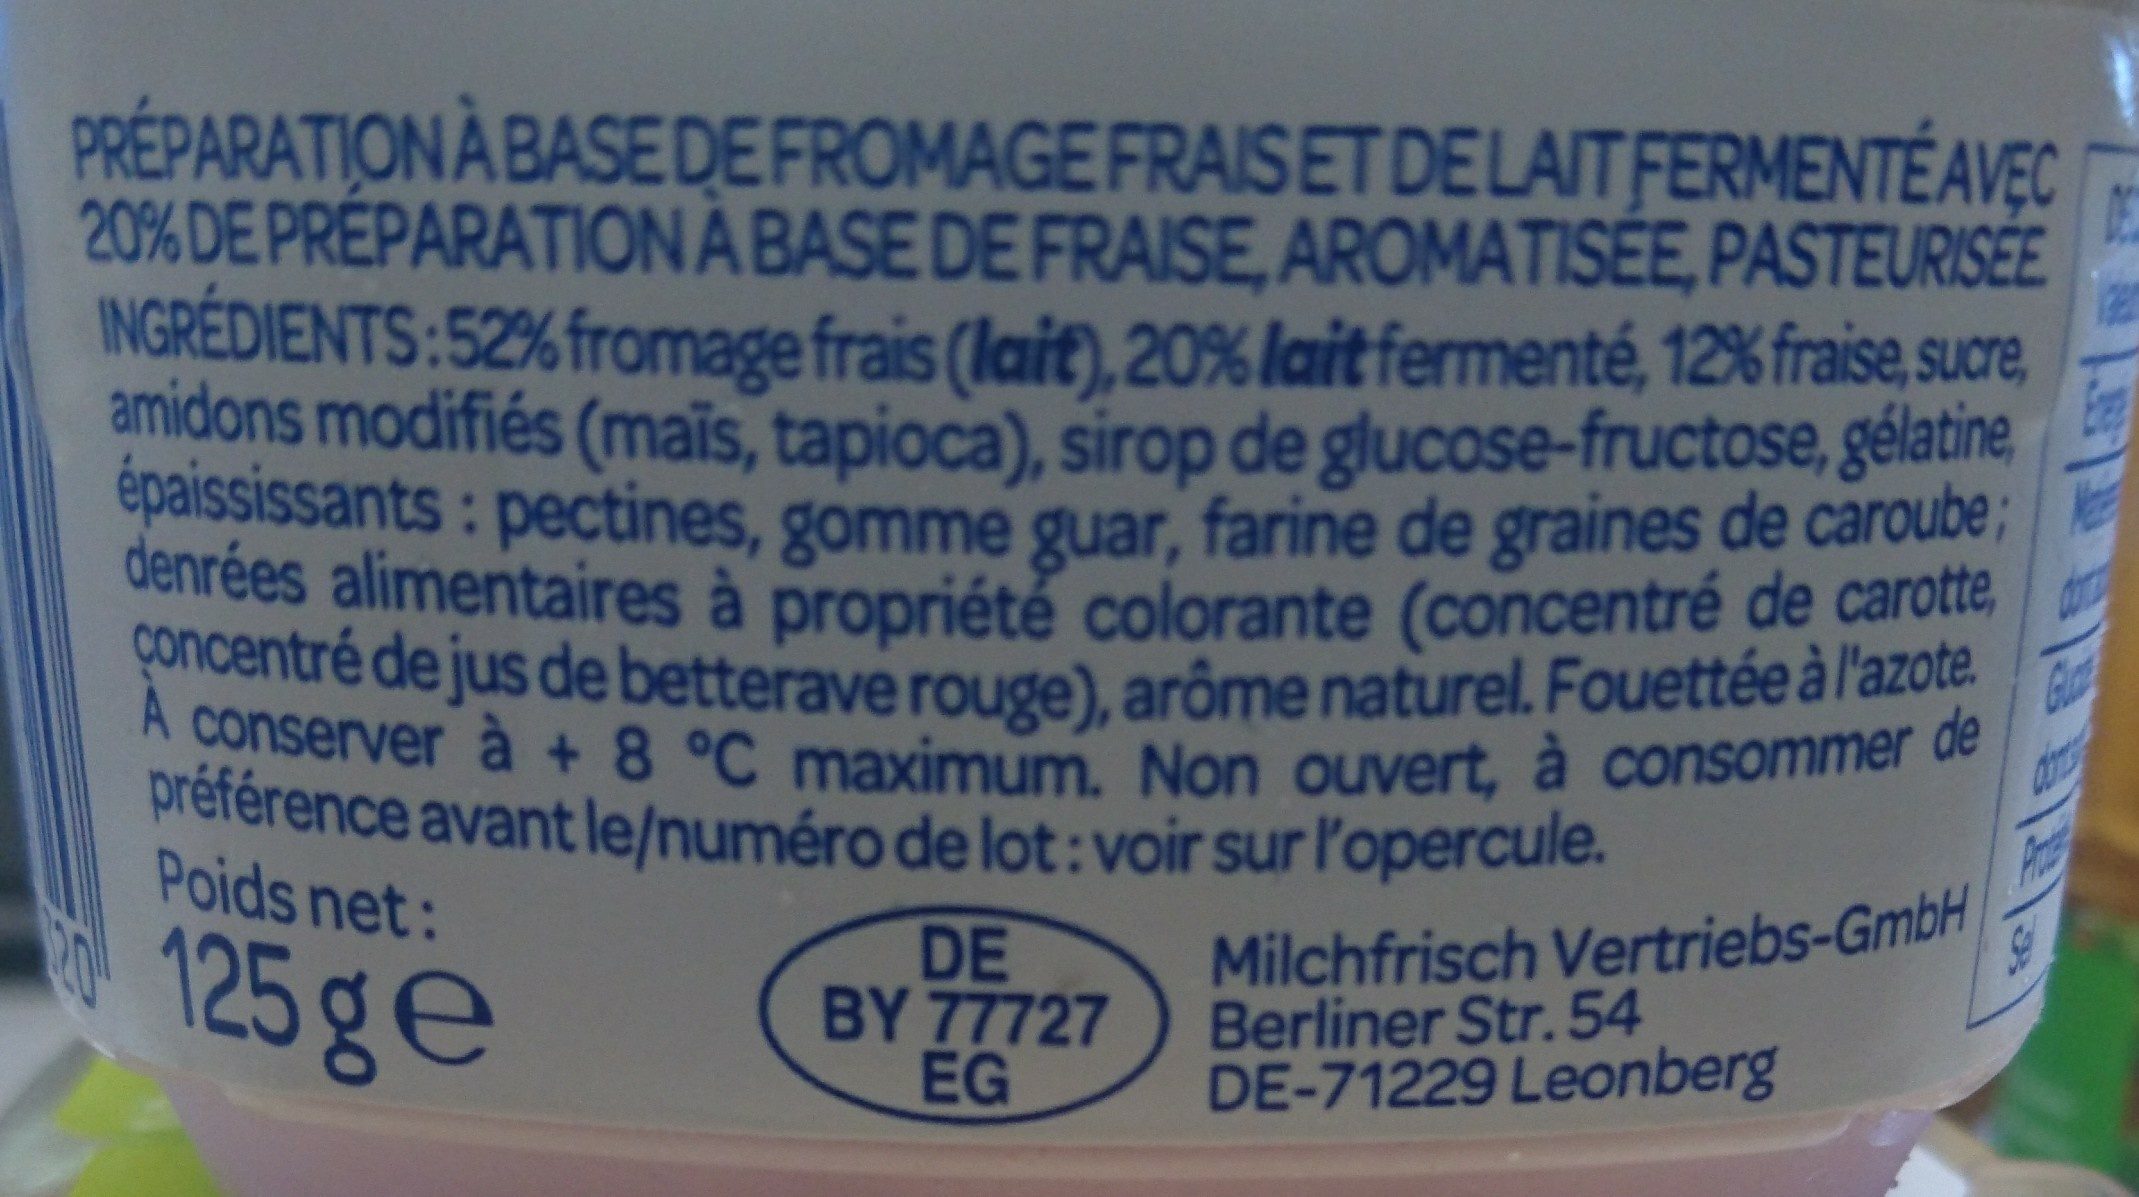 PRÉPARATION À BASE DE FROMAGE FRAIS ET DE LAIT FERMENTÉ AVEC
20% DE PRÉPARATION À BASE DE FRAISE, AROMATISÉE, PASTEURISÉE
INGRÉDIENTS : 52% fromage frais (lait), 20% lait fermenté, 12% fraise, sucre,
amidons modifiés (maïs, tapioca), sirop de glucose-fructose, gélatine,
épaississants : pectines, gomme guar, farine de graines de caroube ;
denrées alimentaires à propriété colorante (concentré de carotte,
concentré de jus de betterave rouge), arôme naturel. Fouettée à l'azote.
À conserver à + 8 °C maximum. Non ouvert, à consommer de
préférence avant le/numéro de lot : voir sur l'opercule.
Poids net :
125 g e
DE
BY 77727
EG
Milchfrisch Vertriebs-GmbH
Berliner Str. 54
DE-71229 Leonberg
Sel